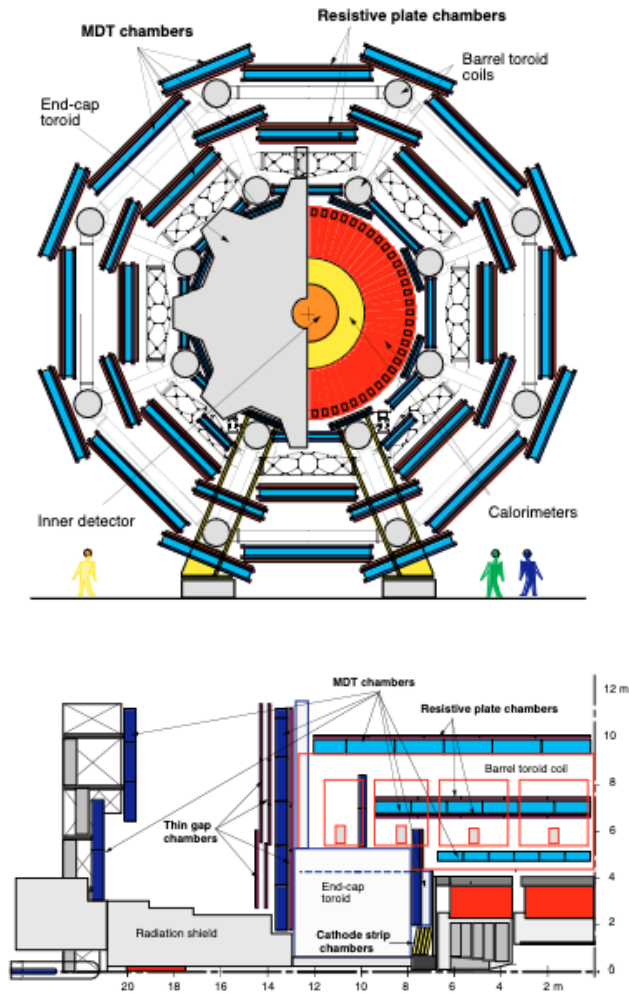 Resistive plate chambers
MDT chambers
Barrel toroid
coils
End-cap
toroid
Inner detector
Calorimeters
MDT chambers
12 m
Resistive plate chambers
10
Barrel toroid coil
8
Thin gap
chambers
6
4
End-cap
toroid
Radiation shield
Cathode strip
chambers
2
0
20
18
16
14
12
10
8
6
4
2 m